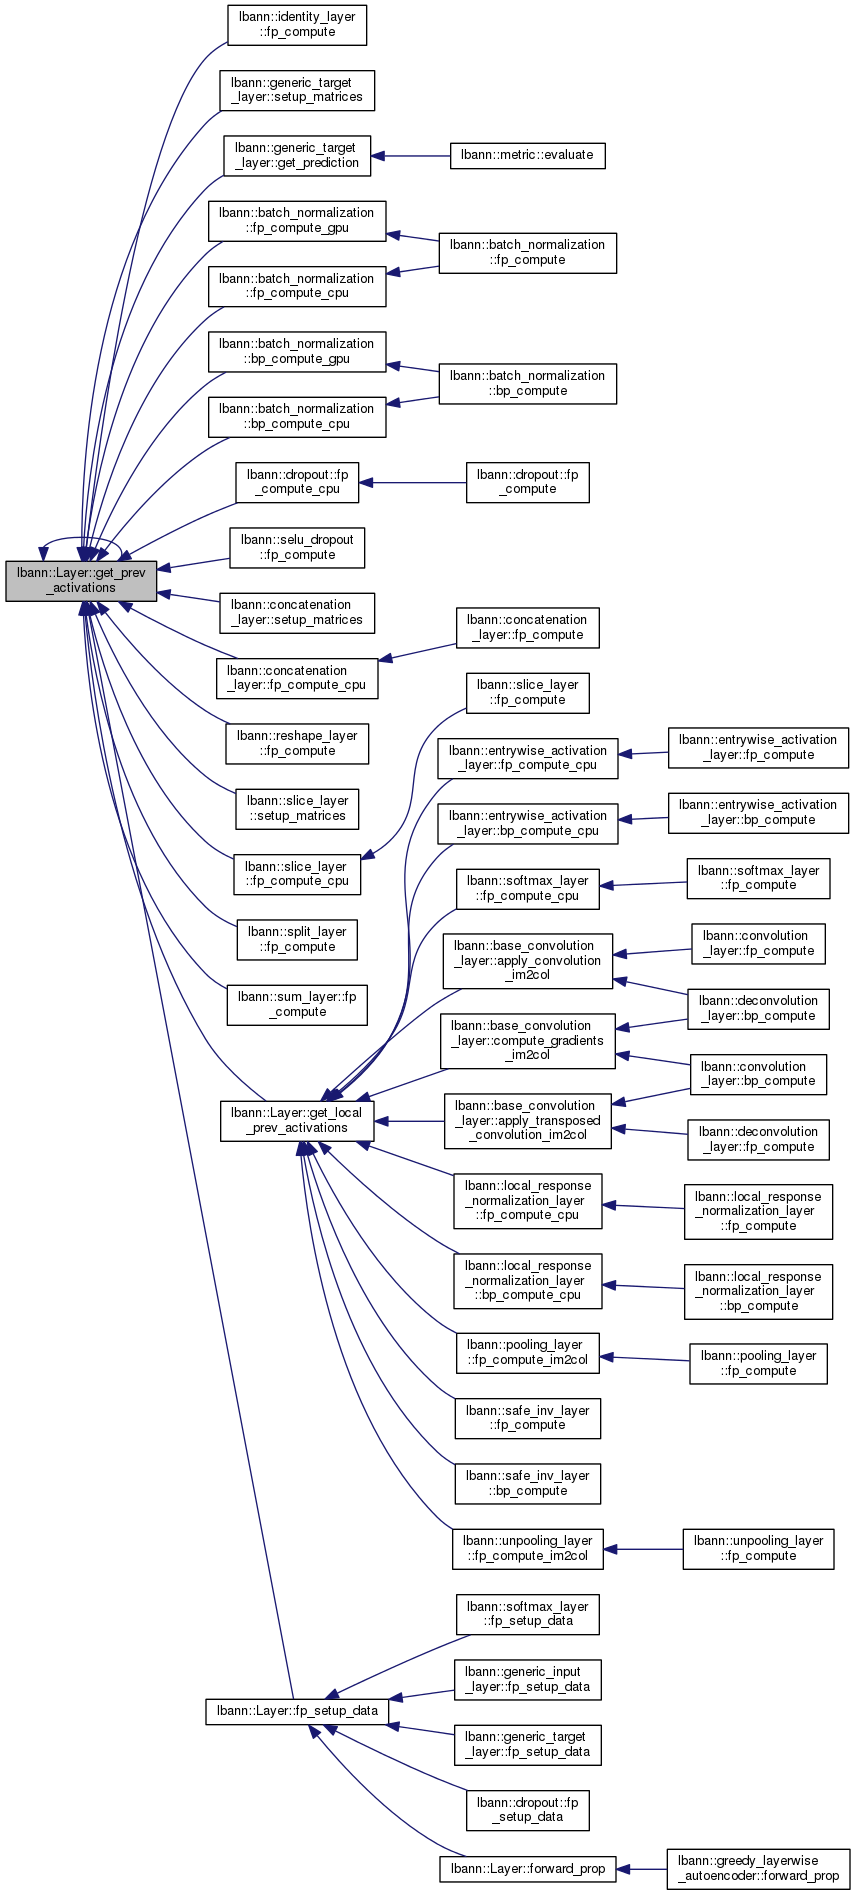 lbann::identity_layer
::fp_compute
lbann::generic_target
_layer::setup_matrices
lbann::generic_target
_layer::get_prediction
lbann::metric::evaluate
lbann::batch_normalization
::fp_compute_gpu
lbann::batch_normalization
::fp_compute
lbann::batch_normalization
::fp_compute_cpu
lbann::batch_normalization
::bp_compute_gpu
lbann::batch_normalization
::bp_compute
lbann::batch_normalization
::bp_compute_cpu
lbann::dropout::fp
_compute_cpu
lbann::dropout::fp
_compute
lbann::selu_dropout
::fp_compute
lbann::Layer::get_prev
_activations
lbann::concatenation
_layer::setup_matrices
lbann::concatenation
_layer::fp_compute
lbann::concatenation
_layer::fp_compute_cpu
lbann::slice_layer
::fp_compute
lbann::reshape_layer
::fp_compute
lbann::entrywise_activation
_layer::fp_compute_cpu
lbann::entrywise_activation
_layer::fp_compute
lbann::slice_layer
::setup_matrices
lbann::entrywise_activation
_layer::bp_compute_cpu
lbann::entrywise_activation
_layer::bp_compute
lbann::slice_layer
::fp_compute_cpu
lbann::softmax_layer
::fp_compute_cpu
lbann::softmax_layer
::fp_compute
lbann::split_layer
::fp_compute
lbann::base_convolution
_layer::apply_convolution
_im2col
lbann::convolution
_layer::fp_compute
lbann::sum_layer::fp
_compute
lbann::deconvolution
_layer::bp_compute
lbann::base_convolution
_layer::compute_gradients
_im2col
lbann::convolution
_layer::bp_compute
lbann::Layer::get_local
_prev_activations
lbann::base_convolution
_layer::apply_transposed
_convolution_im2col
lbann::deconvolution
_layer::fp_compute
lbann::local_response
_normalization_layer
::fp_compute_cpu
lbann::local_response
_normalization_layer
::fp_compute
lbann::local_response
_normalization_layer
::bp_compute_cpu
lbann::local_response
_normalization_layer
::bp_compute
lbann::pooling_layer
::fp_compute_im2col
lbann::pooling_layer
::fp_compute
lbann::safe_inv_layer
::fp_compute
lbann::safe_inv_layer
::bp_compute
lbann::unpooling_layer
::fp_compute_im2col
lbann::unpooling_layer
::fp_compute
lbann::softmax_layer
::fp_setup_data
lbann::generic_input
_layer::fp_setup_data
lbann::Layer::fp_setup_data
lbann::generic_target
_layer::fp_setup_data
lbann::dropout::fp
_setup_data
lbann::Layer::forward_prop
lbann::greedy_layerwise
_autoencoder::forward_prop